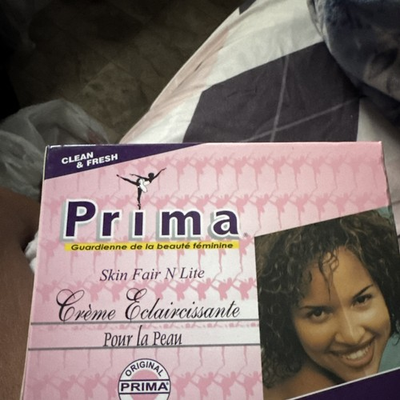 CLEAN
& FRESH
Prima
Guardienne de la beauté féminine
Skin Fair N Lite
Crème Eclaircissante
Pour la Peau
ORIGINAL
PRIMA